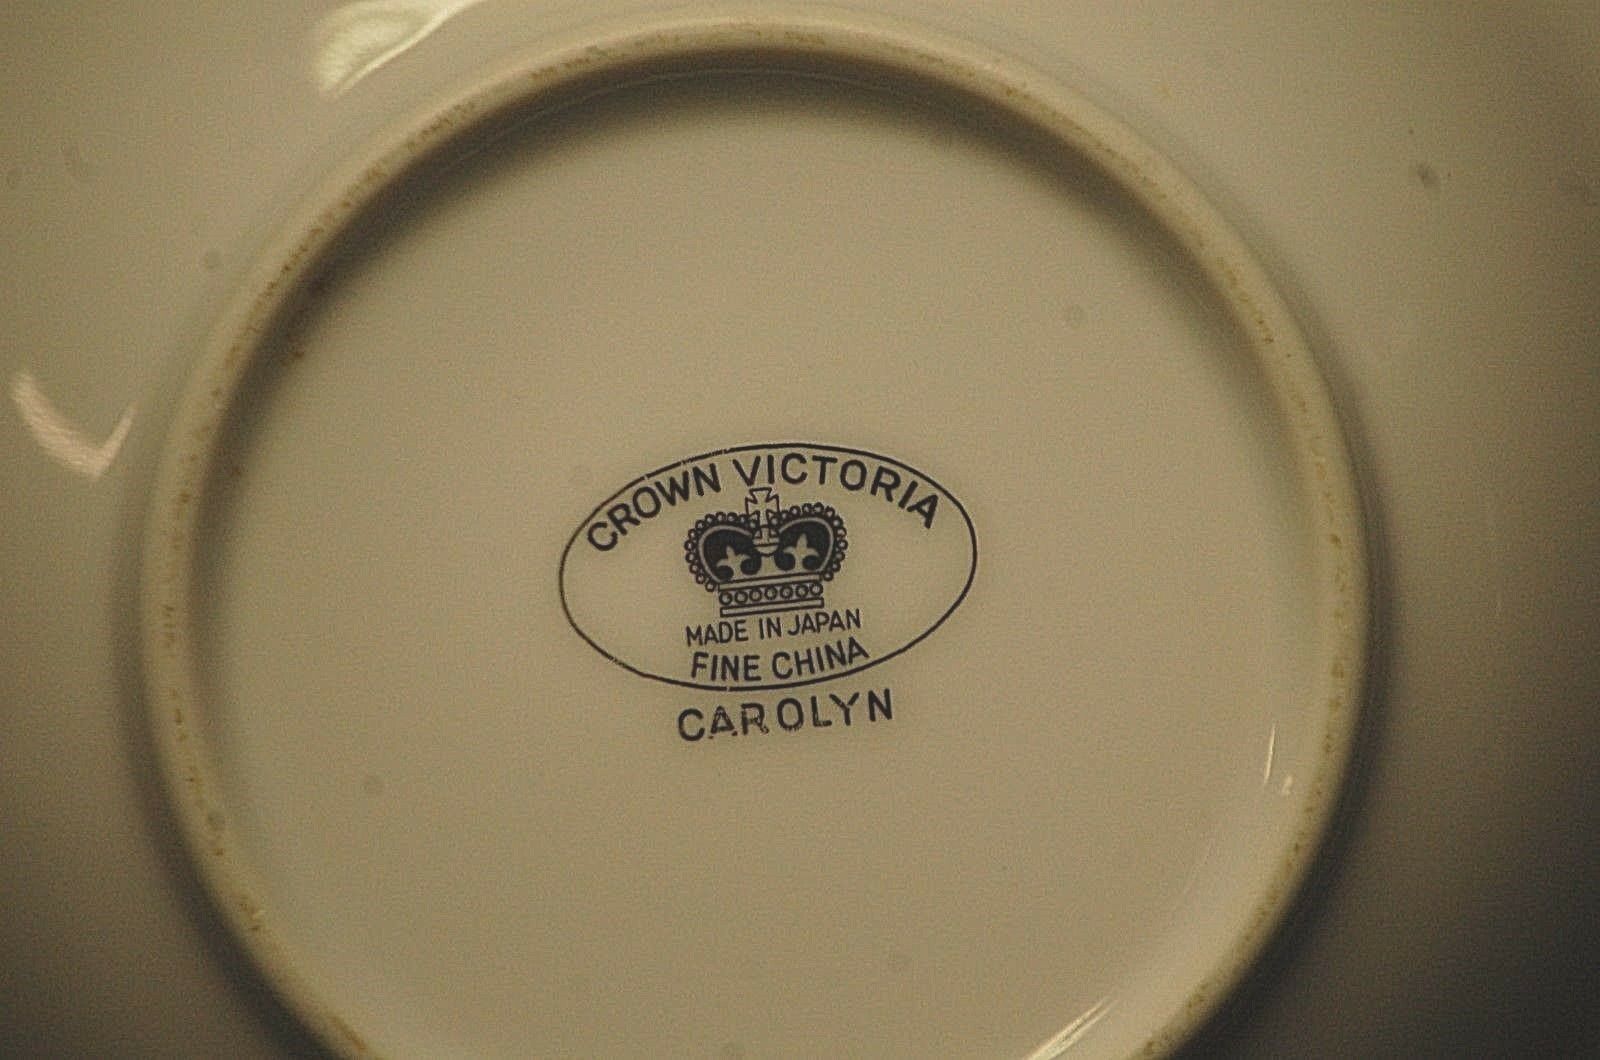 CROWN VICTORIA
MADE IN JAPAN
FINE CHINA
CAROLYN